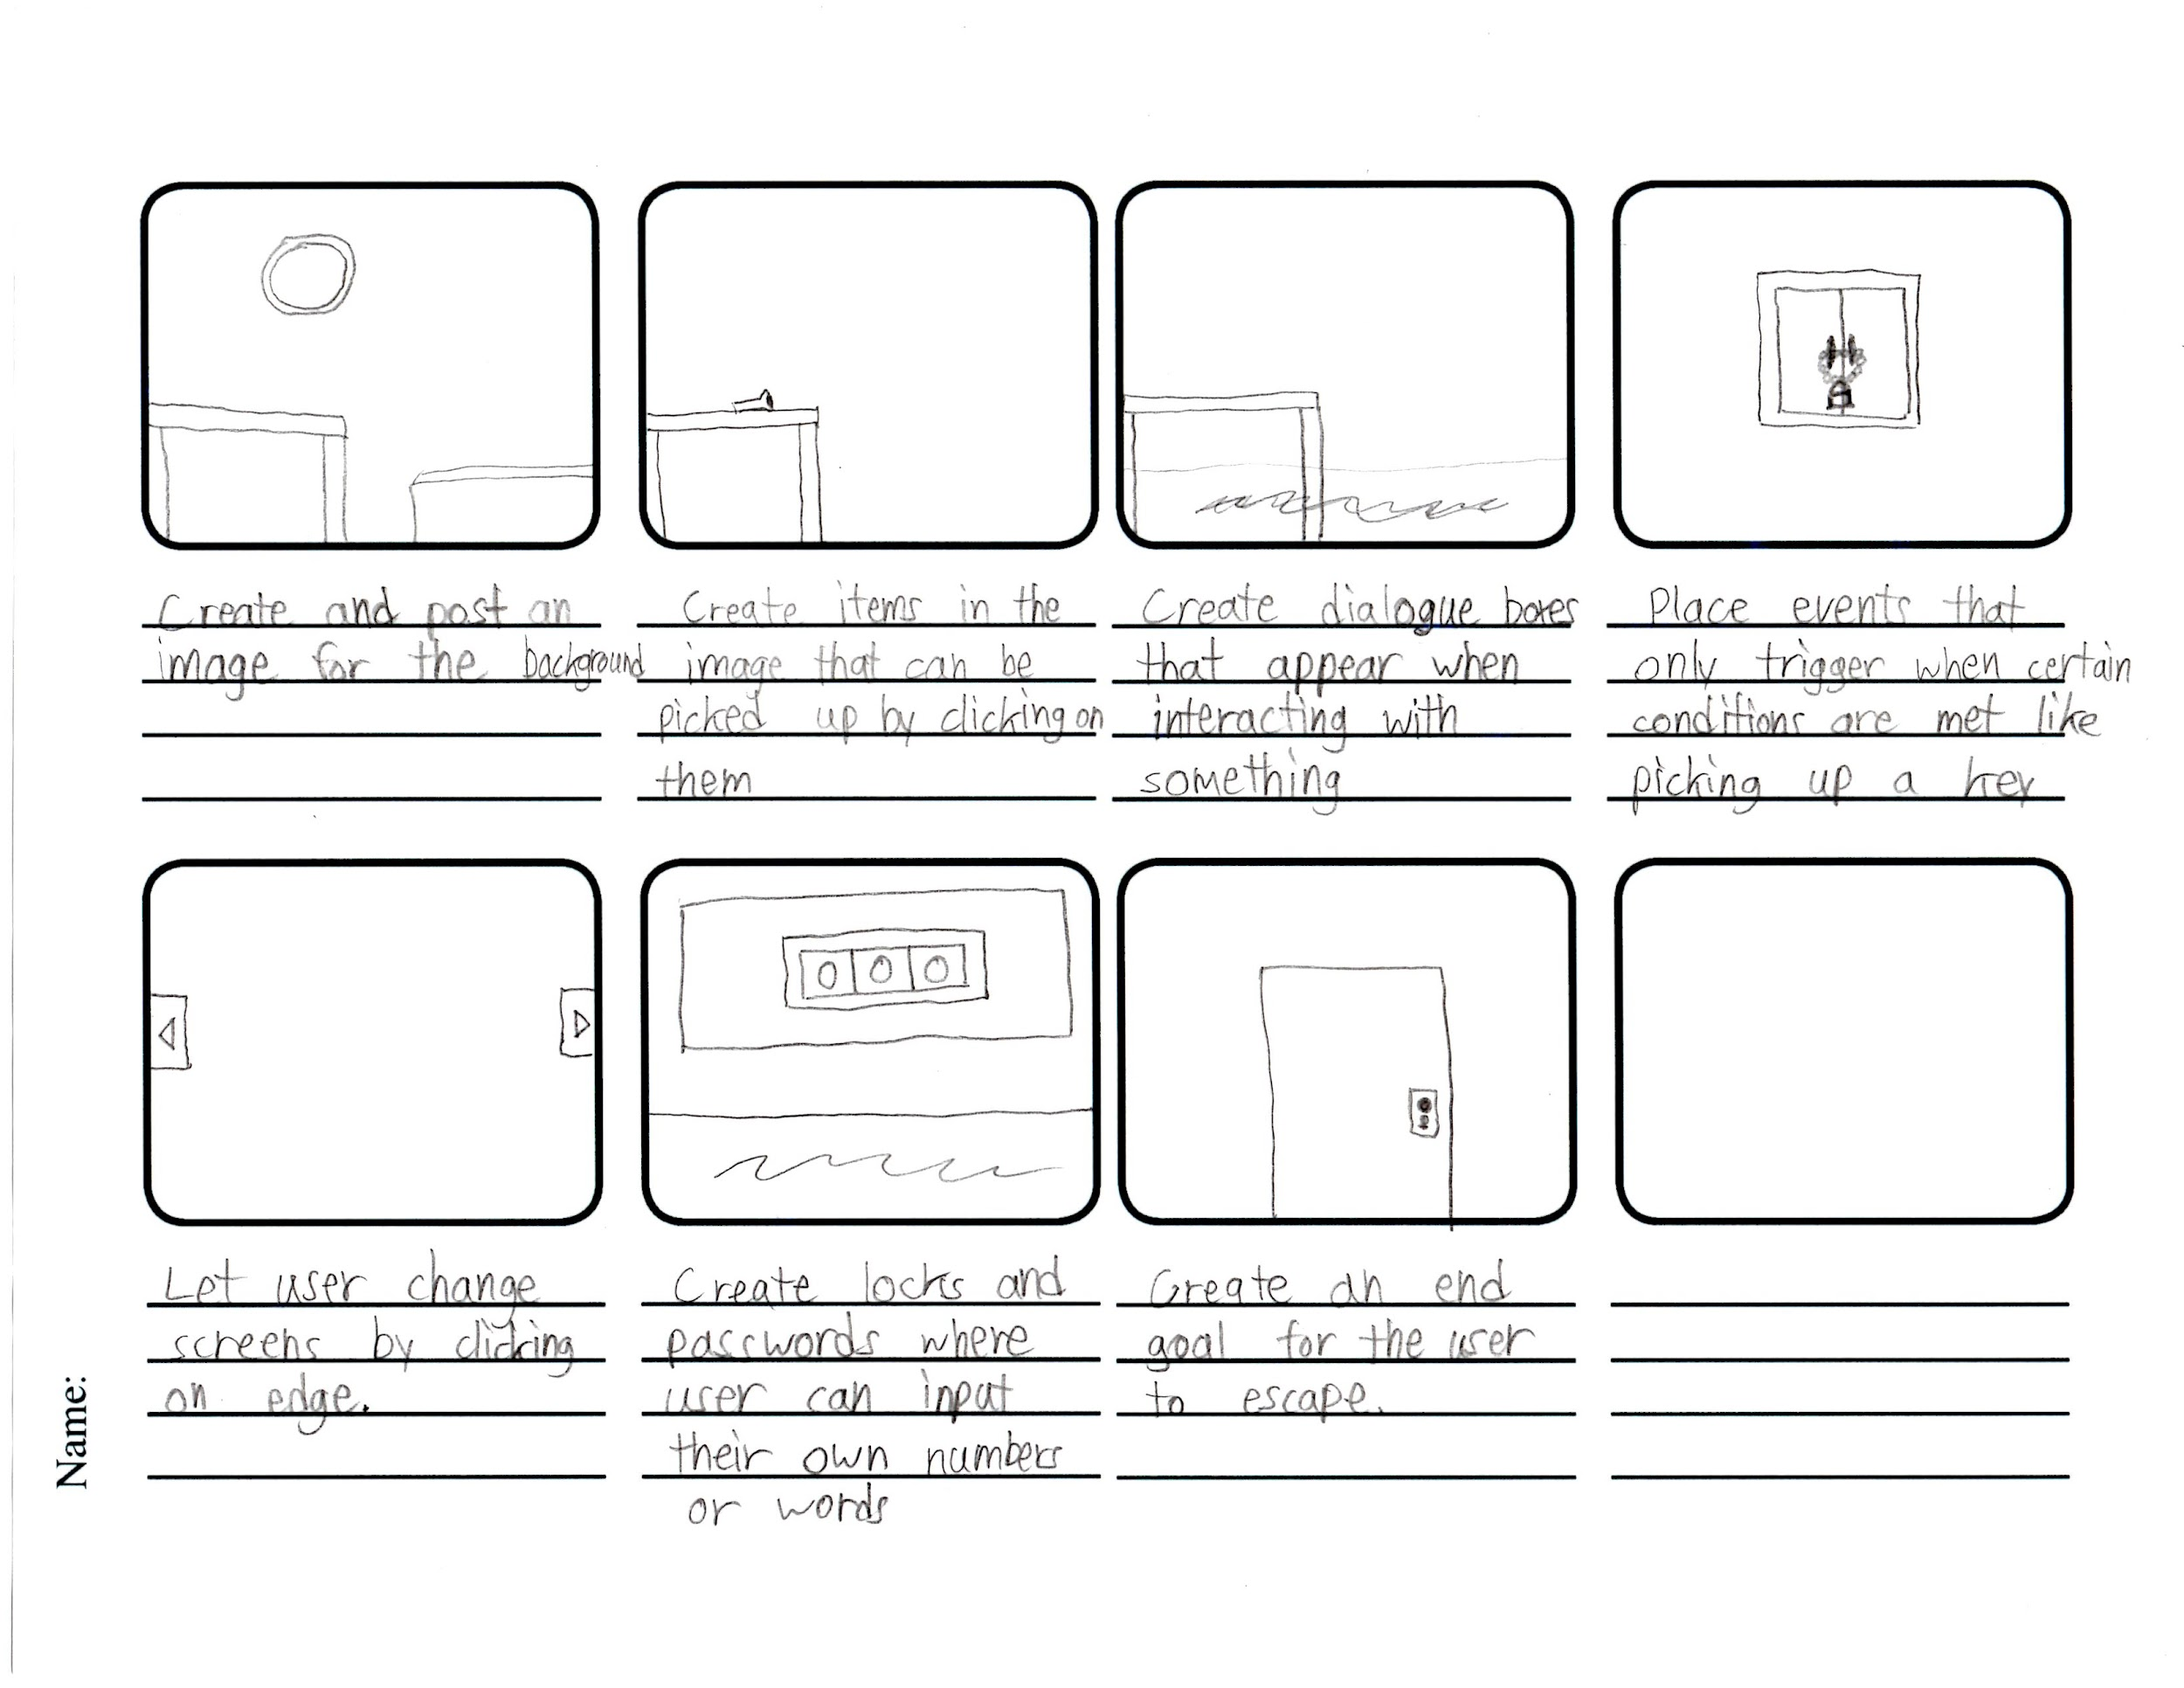 Create and post an
image for the background
Create items in the
image that can be
picked up by clicking on
them
Create dialogue boxes
that appear when
interacting with
something
Place events that
only trigger when certain
conditions are met like
picking up a key
0 0 0
Let user change
screens by clicking
on edge.
Create locks and
passwords where
user can input
their own numbers
or words
Create an end
goal for the user
to escape.
Name: